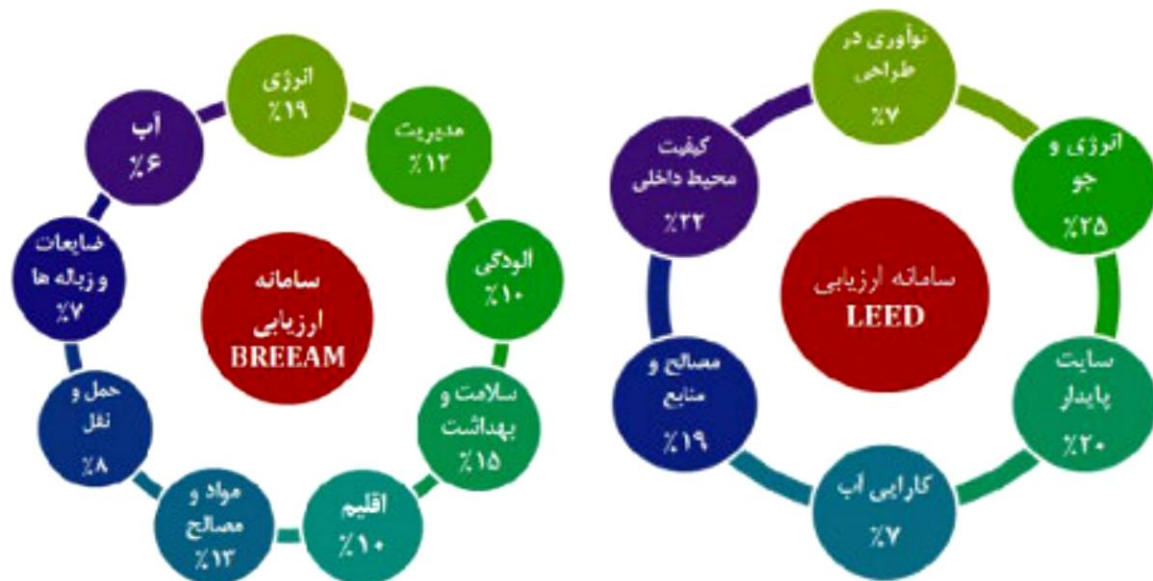 انرژی
٪۱۹
مدیریت
٪۱۲
آلودگی
٪۱۰
سلامت و
بهداشت
٪۱۵
اقلیم
٪۱۰
مواد و
مصالح
٪۱۳
حمل و
نقل
٪۸
ضایعات
و زباله ها
٪۷
آب
٪۶
سامانه
ارزیابی
BREEAM
نوآوری در
طراحی
٪۷
انرژی و
جو
٪۲۵
سایت
پایدار
٪۲۰
کارایی آب
٪۷
مصالح و
منابع
٪۱۹
کیفیت
محیط داخلی
٪۲۲
سامانه ارزیابی
LEED